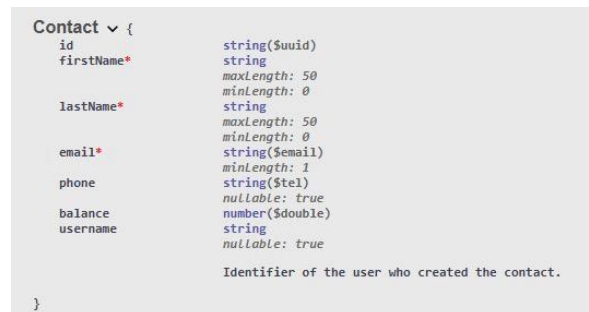 Contact {
id string($uuid)
firstName* string
maxLength: 50
minLength: 0
lastName* string
maxLength: 50
minLength: 0
email* string($email)
minLength: 1
phone string($tel)
nullable: true
balance number($double)
username string
nullable: true
Identifier of the user who created the contact.
}